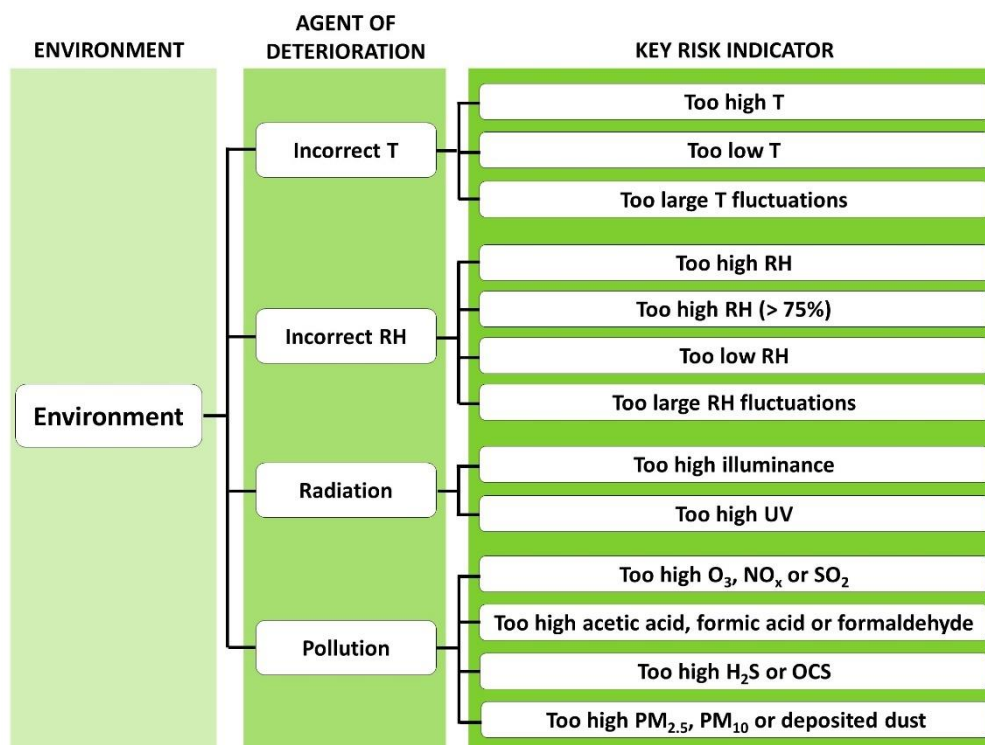 ENVIRONMENT
AGENT OF
DETERIORATION
KEY RISK INDICATOR
Environment
Incorrect T
Too high T
Too low T
Too large T fluctuations
Incorrect RH
Too high RH
Too high RH (> 75%)
Too low RH
Too large RH fluctuations
Radiation
Too high illuminance
Too high UV
Pollution
Too high O₃, NOₓ or SO₂
Too high acetic acid, formic acid or formaldehyde
Too high H₂S or OCS
Too high PM₂.₅, PM₁₀ or deposited dust